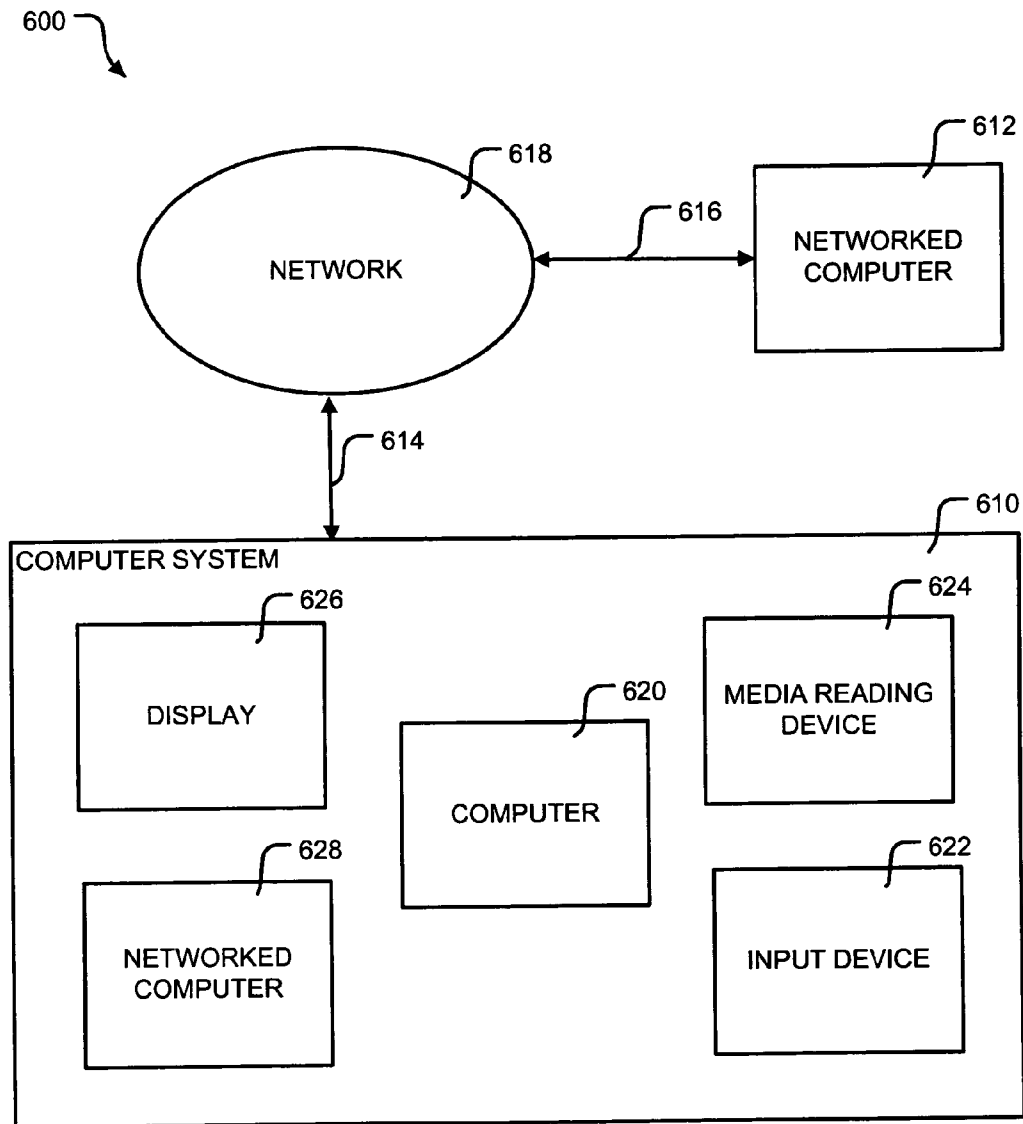 600
618
612
616
NETWORK
NETWORKED
COMPUTER
614
610
COMPUTER SYSTEM
626
624
DISPLAY
MEDIA READING
DEVICE
620
COMPUTER
628
622
NETWORKED
COMPUTER
INPUT DEVICE